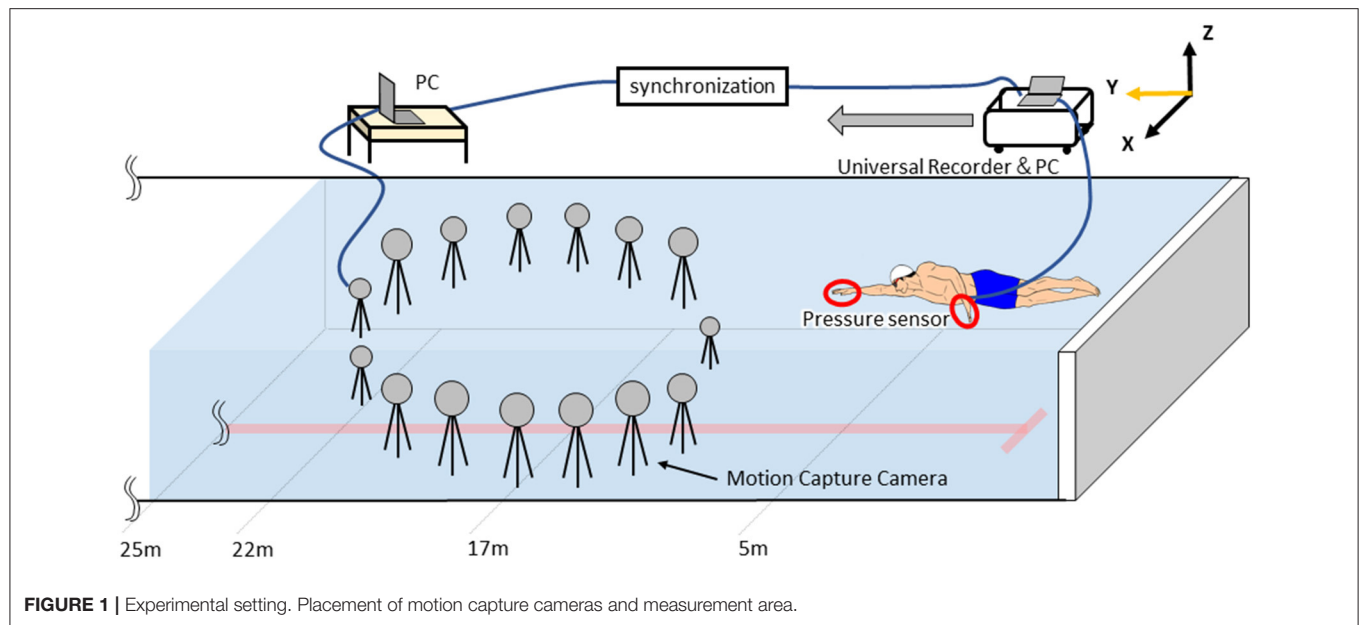 Z
PC
synchronization
Y
X
Universal Recorder & PC
Pressure sensor
Motion Capture Camera
25m
22m
17m
5m
FIGURE 1 | Experimental setting. Placement of motion capture cameras and measurement area.